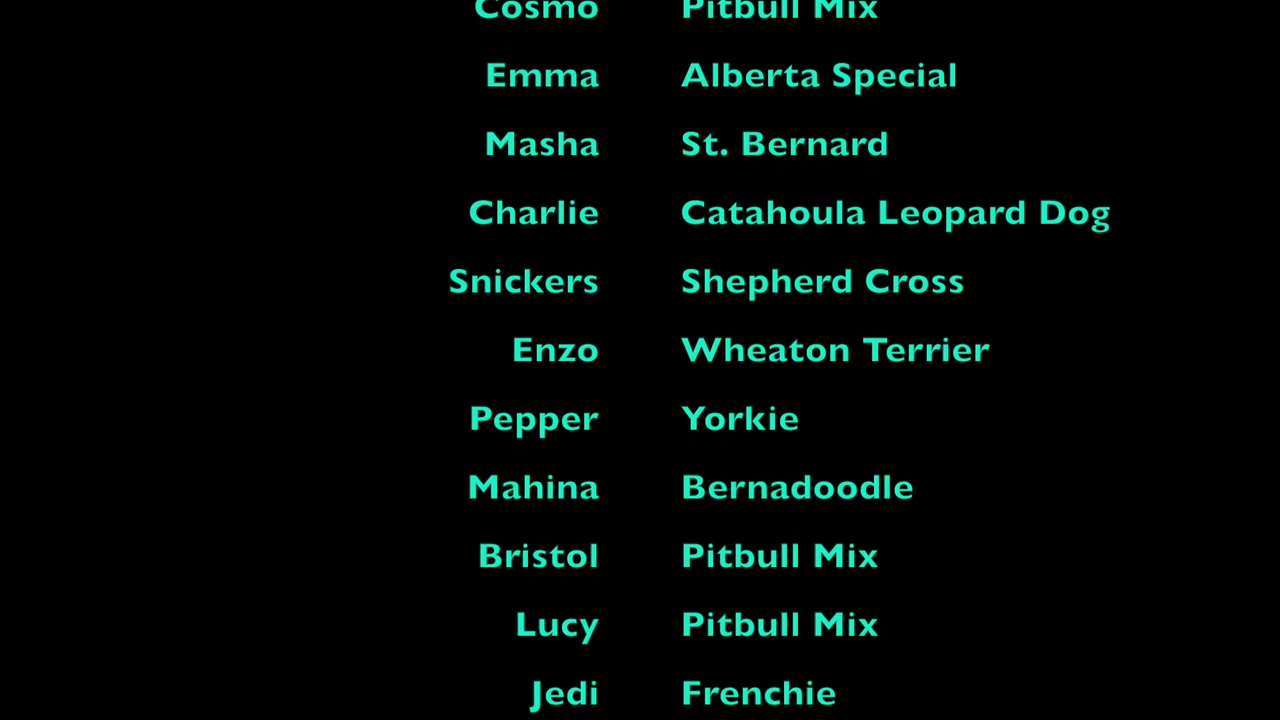 Cosmo Pitbull Mix
Emma Alberta Special
Masha St. Bernard
Charlie Catahoula Leopard Dog
Snickers Shepherd Cross
Enzo Wheaton Terrier
Pepper Yorkie
Mahina Bernadoodle
Bristol Pitbull Mix
Lucy Pitbull Mix
Jedi Frenchie